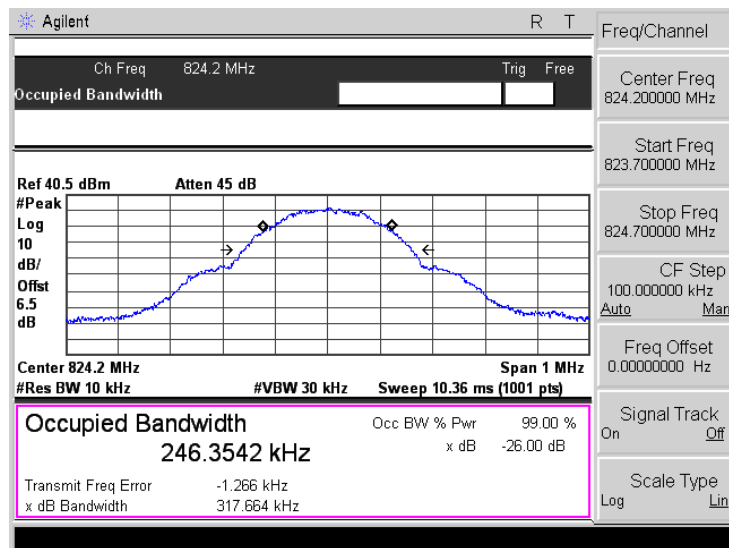 Agilent
R T
Freq/Channel
Ch Freq 824.2 MHz Trig Free
Occupied Bandwidth
Center Freq
824.200000 MHz
Start Freq
823.700000 MHz
Stop Freq
824.700000 MHz
CF Step
100.000000 kHz
Auto Man
Freq Offset
0.00000000 Hz
Signal Track
On Off
Scale Type
Log Lin
Ref 40.5 dBm Atten 45 dB
#Peak
Log
10
dB/
Offst
6.5
dB
Center 824.2 MHz Span 1 MHz
#Res BW 10 kHz #VBW 30 kHz Sweep 10.36 ms (1001 pts)
Occupied Bandwidth
246.3542 kHz
Occ BW % Pwr 99.00 %
x dB -26.00 dB
Transmit Freq Error -1.266 kHz
x dB Bandwidth 317.664 kHz